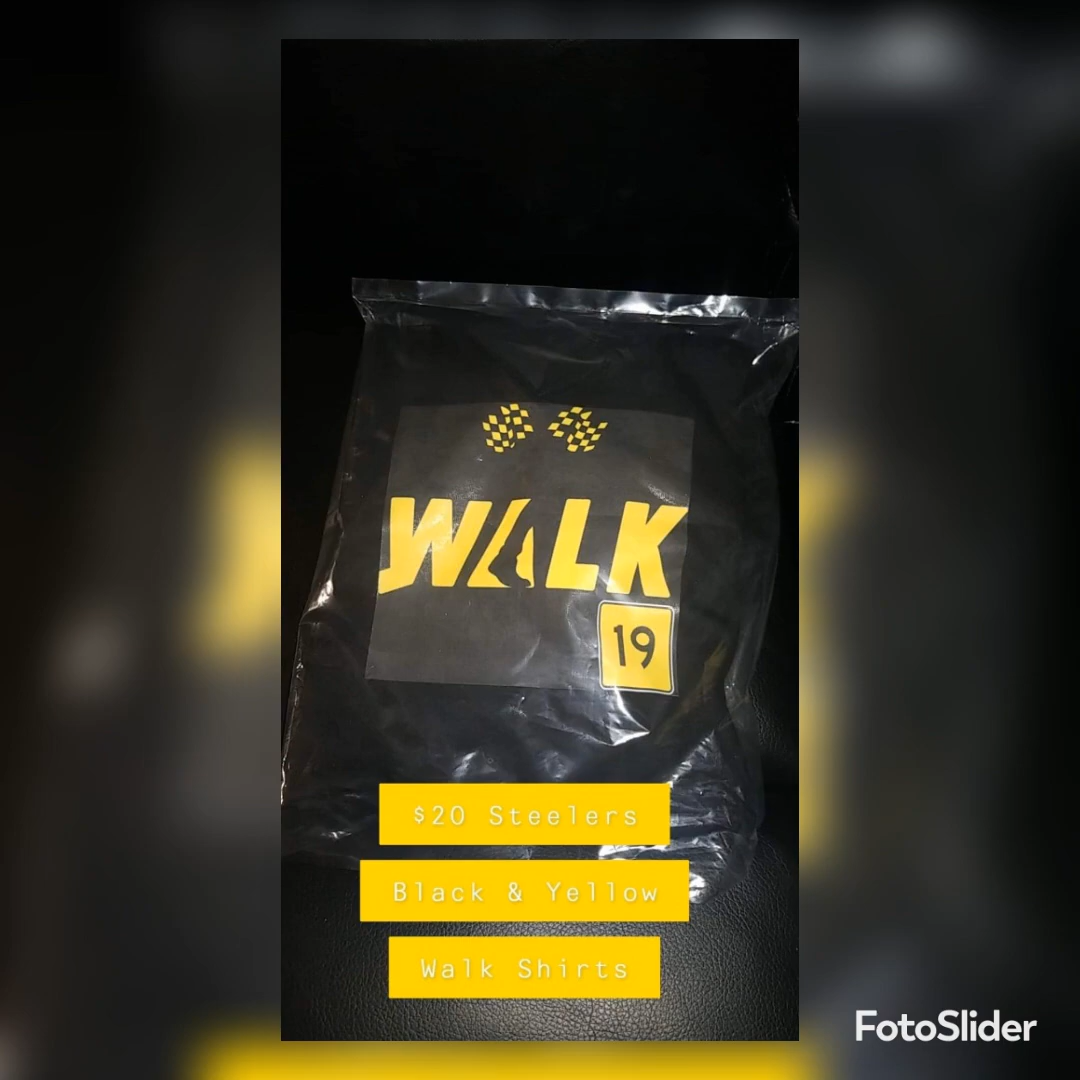 WALK
19
$20 Steelers
Black & Yellow
Walk Shirts
FotoSlider